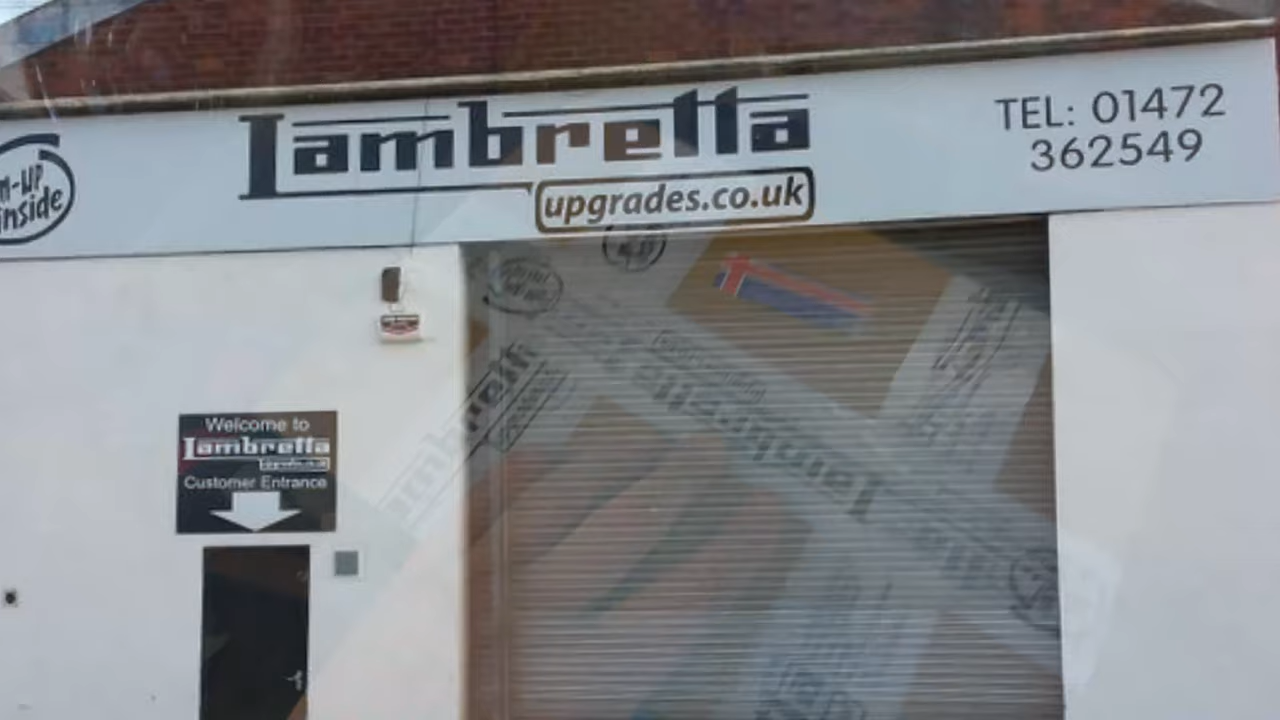 inside
Lambretta
upgrades.co.uk
TEL: 01472
362549
Welcome to
Lambretta
Customer Entrance